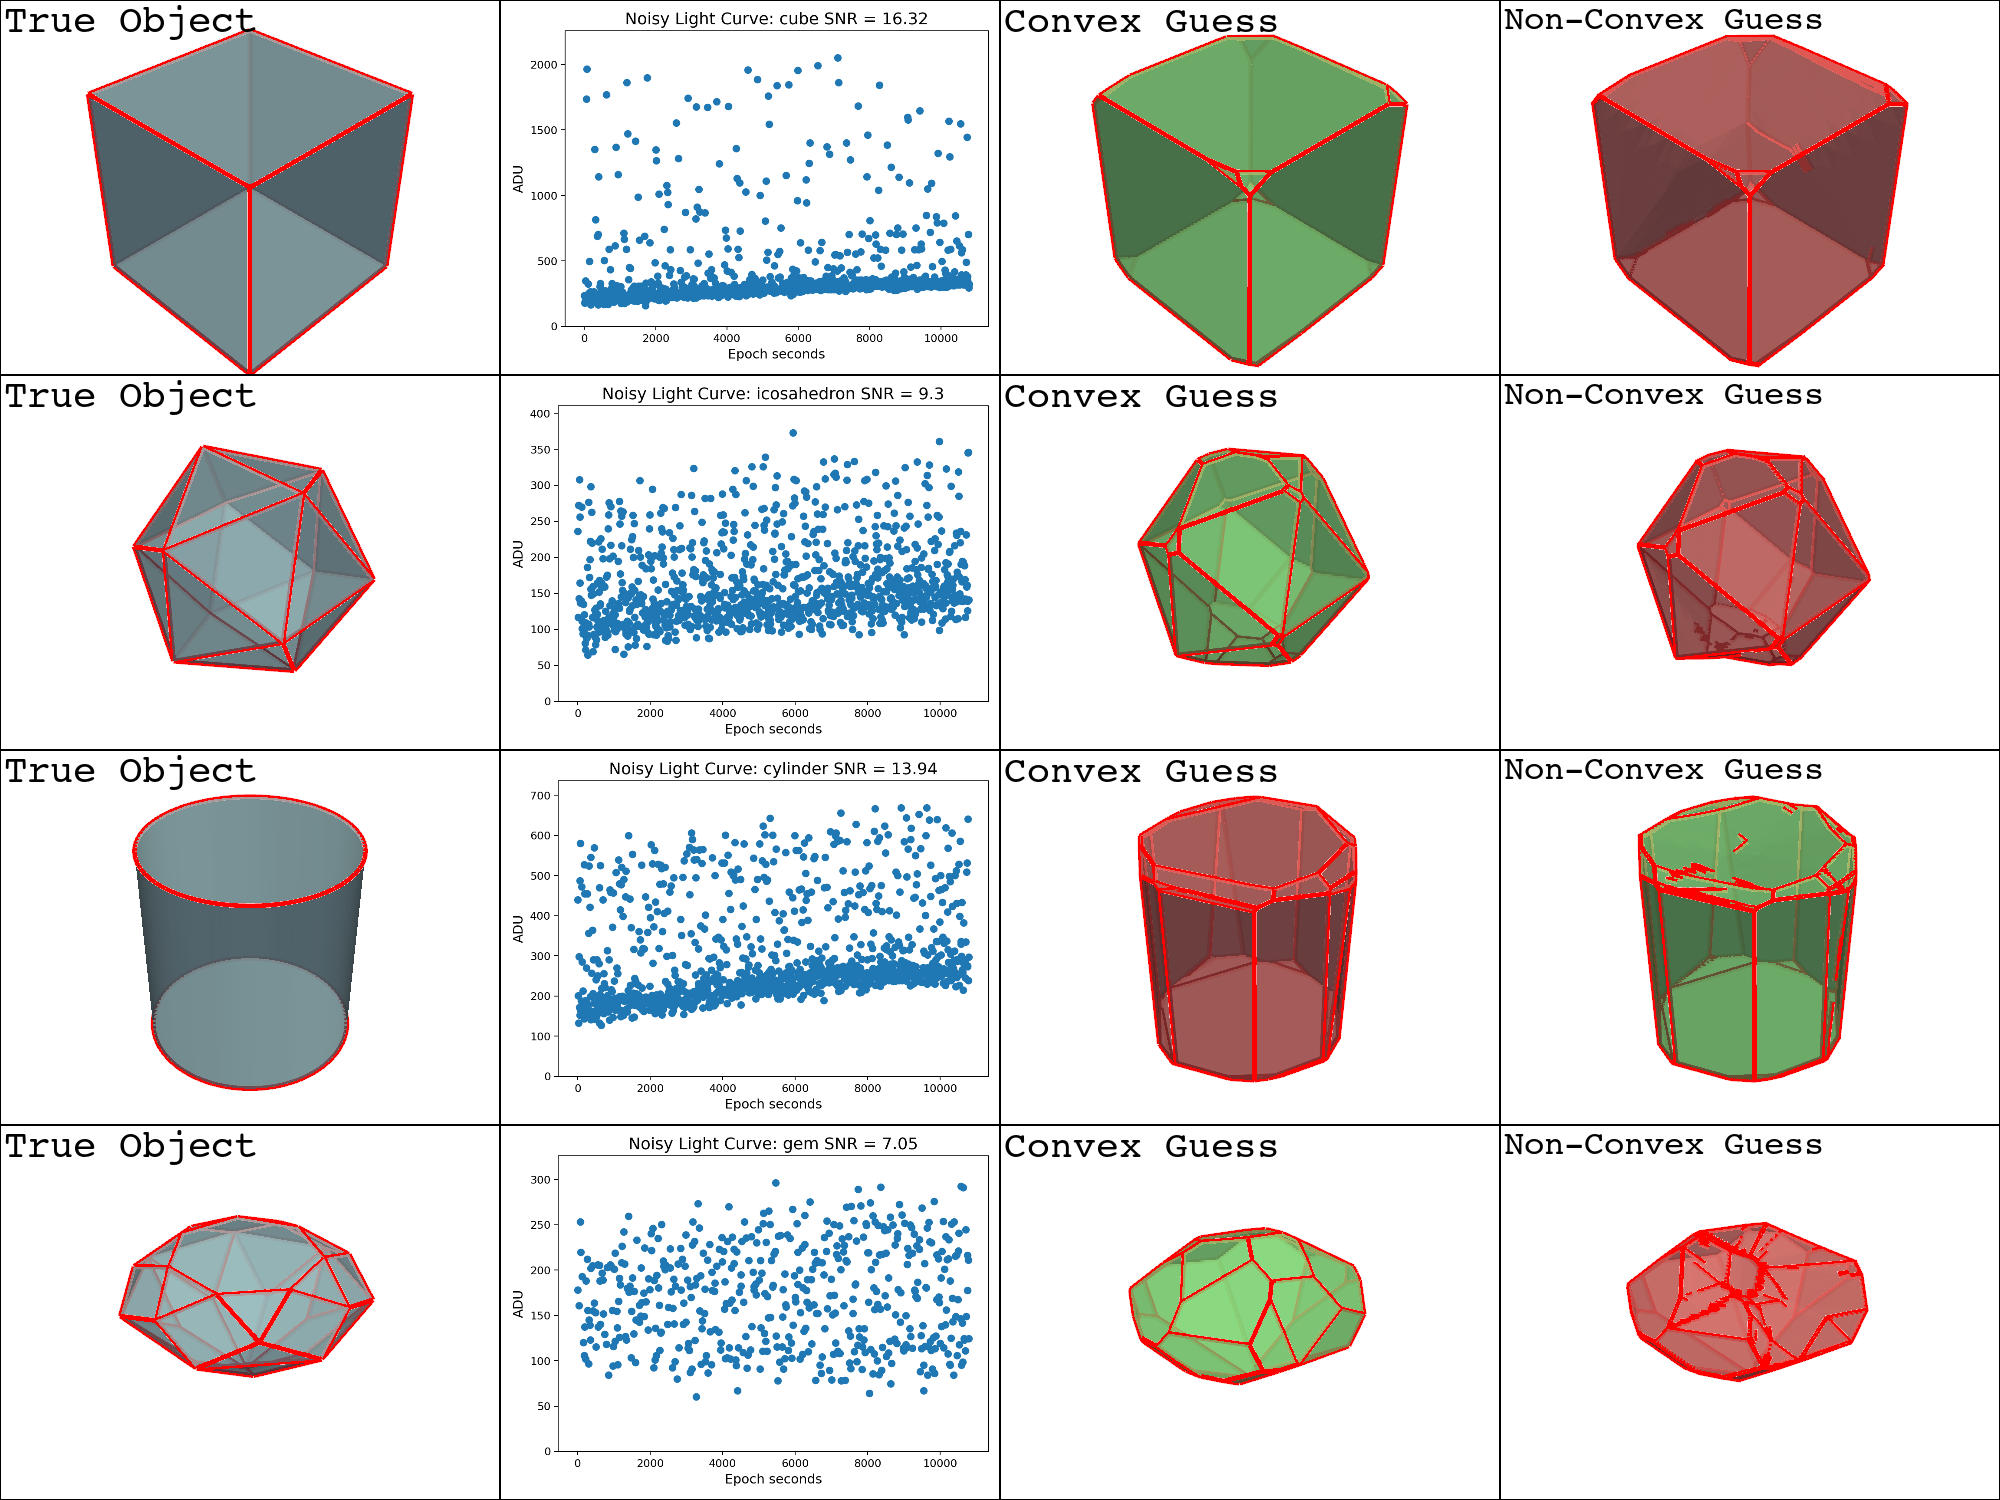 True Object
Noisy Light Curve: cube SNR = 16.32
2000
1500
1000
500
0
ADU
0 2000 4000 6000 8000 10000
Epoch seconds
Convex Guess
Non-Convex Guess
True Object
Noisy Light Curve: icosahedron SNR = 9.3
400
350
300
250
200
150
100
50
0
ADU
0 2000 4000 6000 8000 10000
Epoch seconds
Convex Guess
Non-Convex Guess
True Object
Noisy Light Curve: cylinder SNR = 13.94
700
600
500
400
300
200
100
0
ADU
0 2000 4000 6000 8000 10000
Epoch seconds
Convex Guess
Non-Convex Guess
True Object
Noisy Light Curve: gem SNR = 7.05
300
250
200
150
100
50
0
ADU
0 2000 4000 6000 8000 10000
Epoch seconds
Convex Guess
Non-Convex Guess